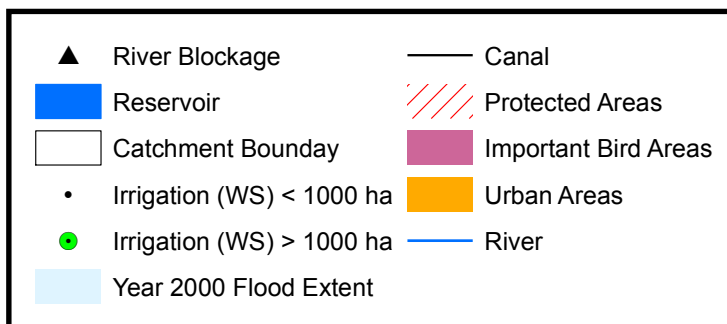 River Blockage
Reservoir
Catchment Bounday
Irrigation (WS) < 1000 ha
Irrigation (WS) > 1000 ha
Year 2000 Flood Extent
Canal
Protected Areas
Important Bird Areas
Urban Areas
River